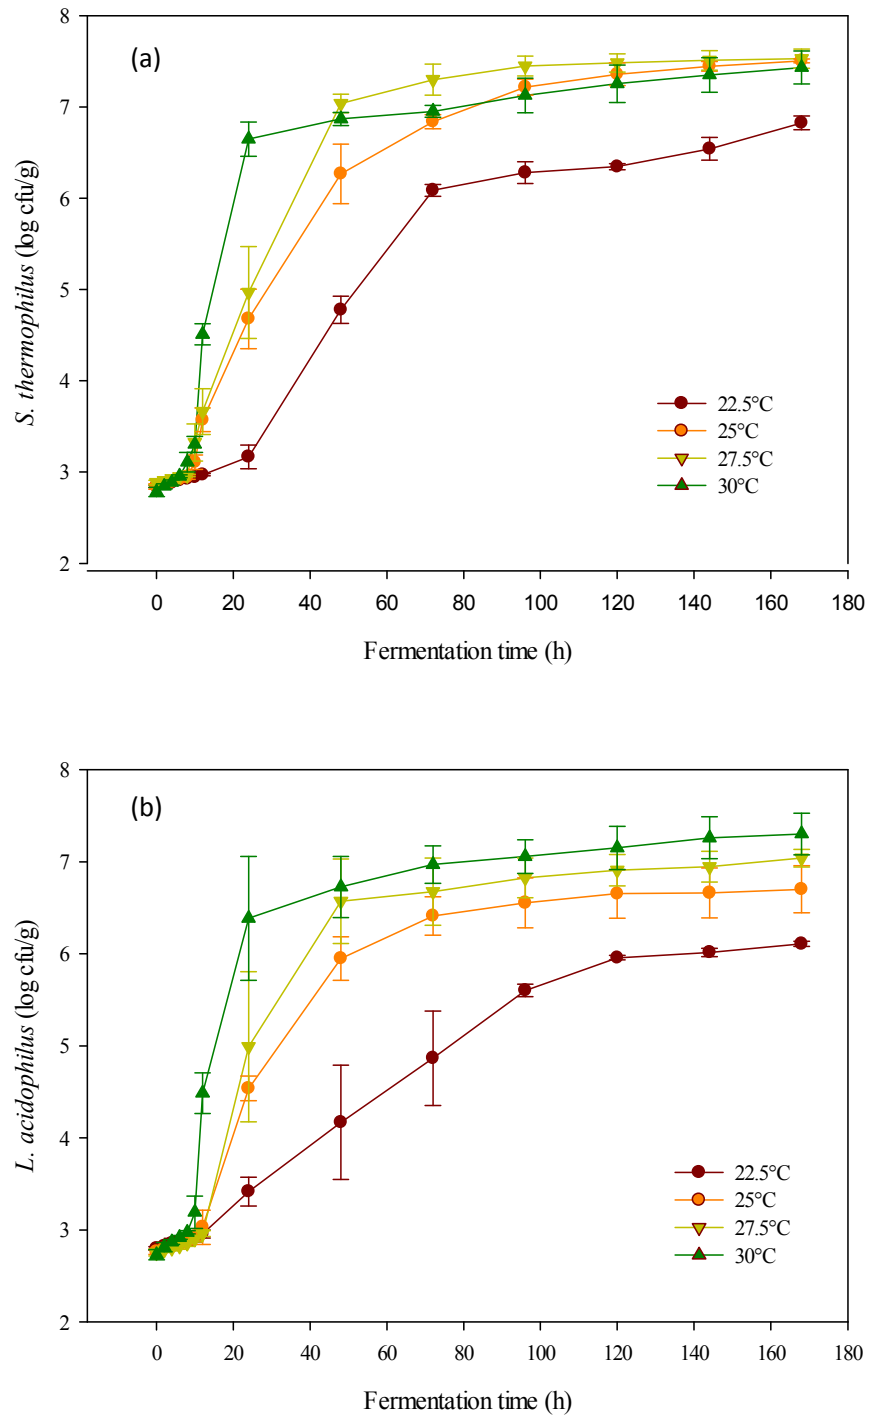 (a)
8
7
6
5
4
3
2
S. thermophilus (log cfu/g)
22.5°C
25°C
27.5°C
30°C
0 20 40 60 80 100 120 140 160 180
Fermentation time (h)
(b)
8
7
6
5
4
3
2
L. acidophilus (log cfu/g)
22.5°C
25°C
27.5°C
30°C
0 20 40 60 80 100 120 140 160 180
Fermentation time (h)